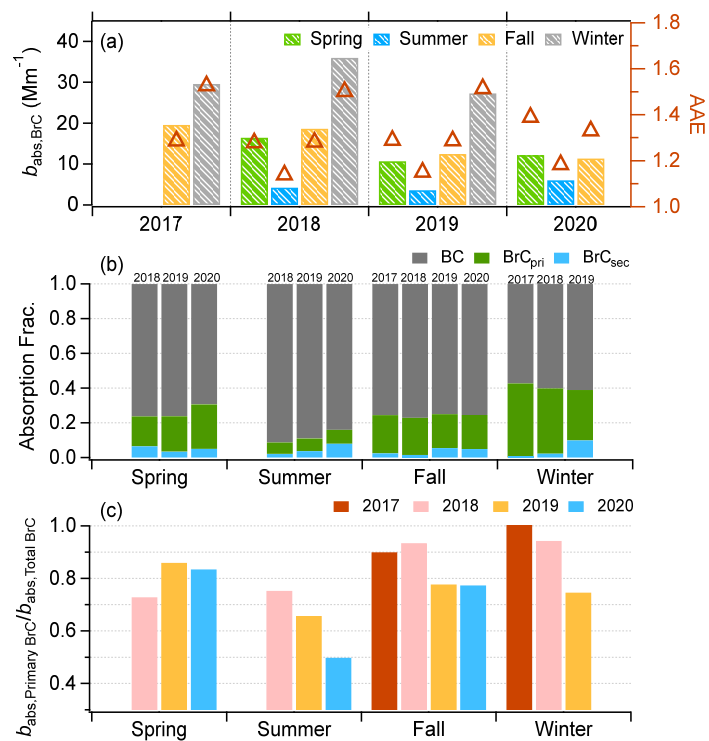 (a)
Spring Summer Fall Winter
b_abs,BrC (Mm⁻¹)
40
30
20
10
0
1.8
1.6
1.4
1.2
1.0
AAE
2017 2018 2019 2020
(b)
BC BrC_pri BrC_sec
Absorption Frac.
1.0
0.8
0.6
0.4
0.2
0.0
2018 2019 2020 2018 2019 2020 2017 2018 2019 2020 2017 2018 2019
Spring Summer Fall Winter
(c)
2017 2018 2019 2020
b_abs,Primary BrC/b_abs,Total BrC
1.0
0.8
0.6
0.4
Spring Summer Fall Winter